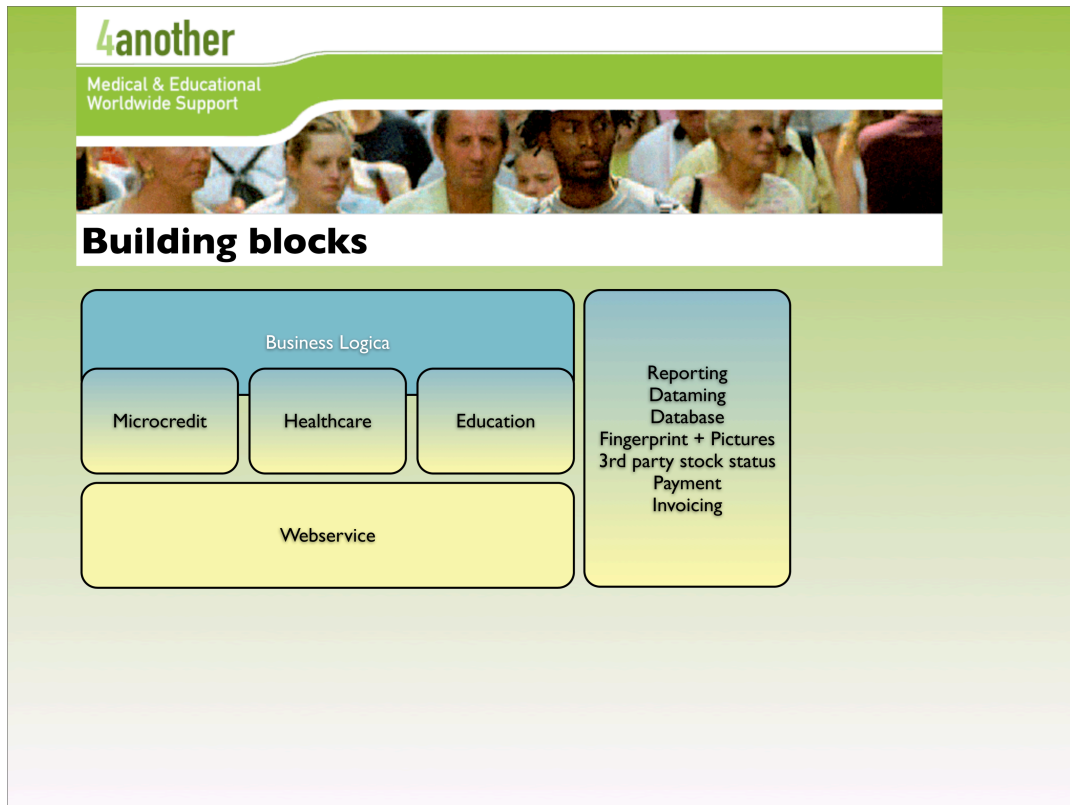 4another
Medical & Educational
Worldwide Support
Building blocks
Business Logica
Microcredit
Healthcare
Education
Webservice
Reporting
Dataming
Database
Fingerprint + Pictures
3rd party stock status
Payment
Invoicing